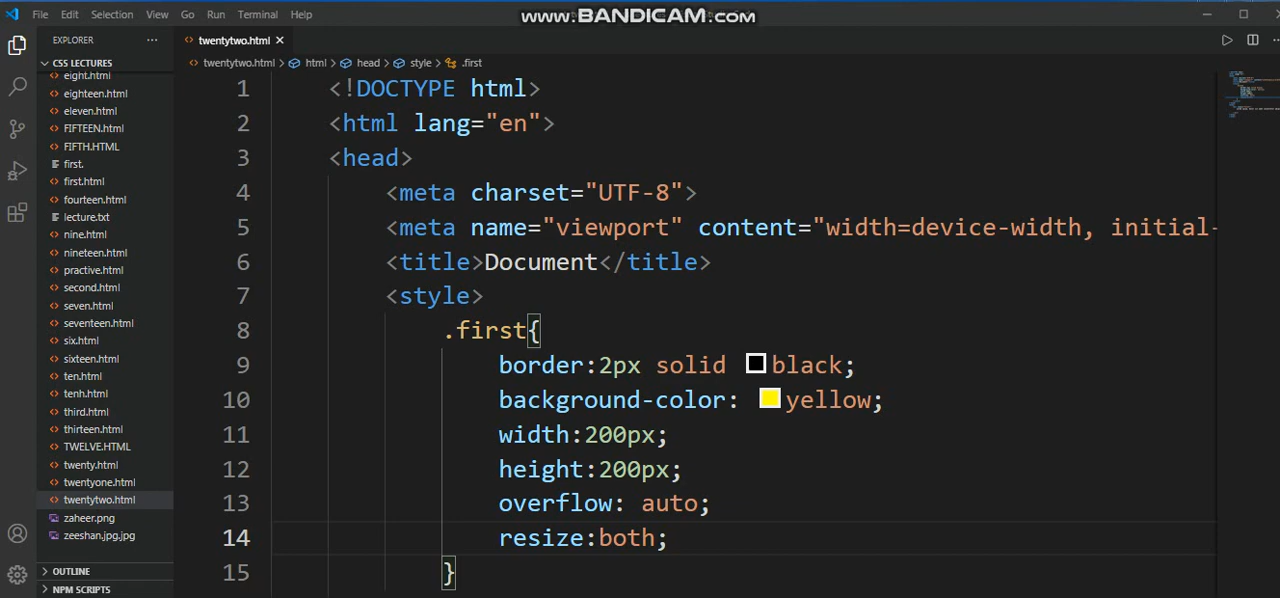 File Edit Selection View Go Run Terminal Help
www.BANDICAM.com
EXPLORER
twentytwo.html
CSS LECTURES
twentytwo.html > html > head > style > .first
eight.html
eighteen.html
eleven.html
FIFTEEN.html
FIFTH.HTML
first.
first.html
fourteen.html
lecture.txt
nine.html
nineteen.html
practive.html
second.html
seven.html
seventeen.html
six.html
sixteen.html
ten.html
tenh.html
third.html
thirteen.html
TWELVE.HTML
twenty.html
twentyone.html
twentytwo.html
zaheer.png
zeeshan.jpg.jpg
OUTLINE
NPM SCRIPTS
1 <!DOCTYPE html>
2 <html lang="en">
3 <head>
4 <meta charset="UTF-8">
5 <meta name="viewport" content="width=device-width, initial-
6 <title>Document</title>
7 <style>
8 .first{
9 border:2px solid black;
10 background-color: yellow;
11 width:200px;
12 height:200px;
13 overflow: auto;
14 resize:both;
15 }